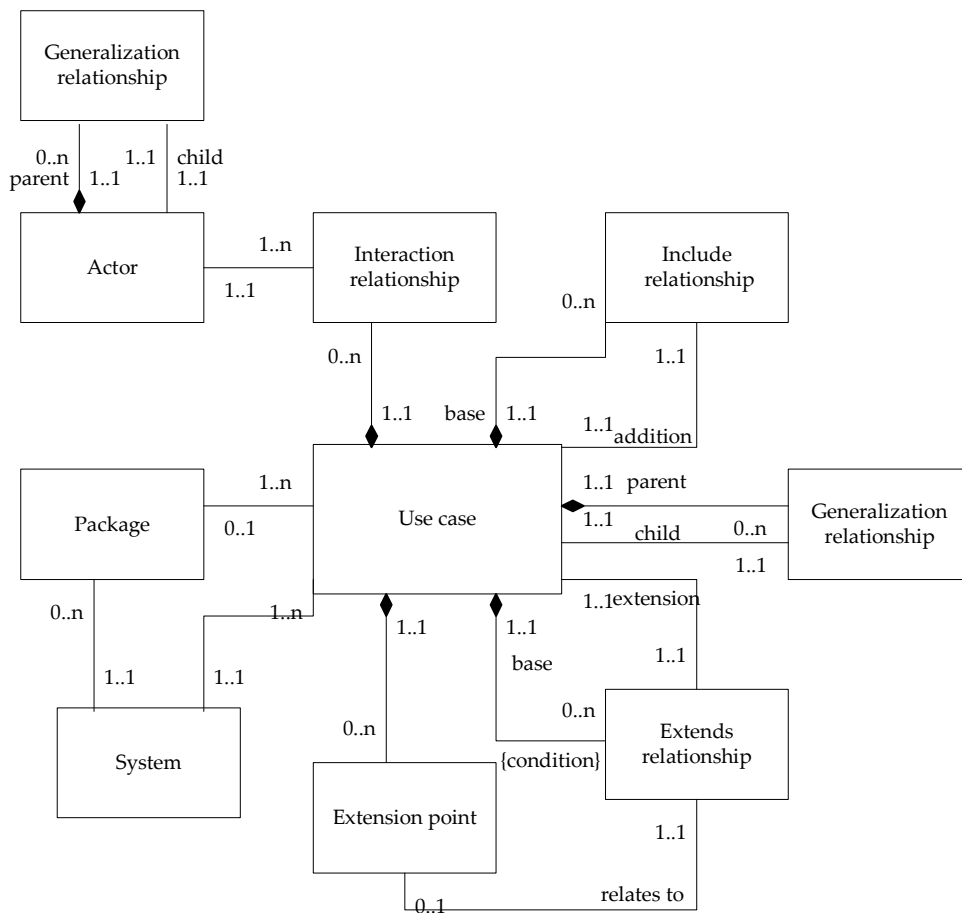 Generalization
relationship
0..n
1..1
child
parent
1..1
1..1
Actor
1..n
1..1
Interaction
relationship
Include
relationship
0..n
0..n
1..1
1..1
base
1..1
1..1
addition
Package
1..n
0..1
Use case
1..1
parent
1..1
child
0..n
1..1
Generalization
relationship
0..n
1..n
1..1
1..1
1..1
extension
base
1..1
1..1
1..1
0..n
0..n
System
{condition}
Extends
relationship
Extension point
1..1
relates to
0..1